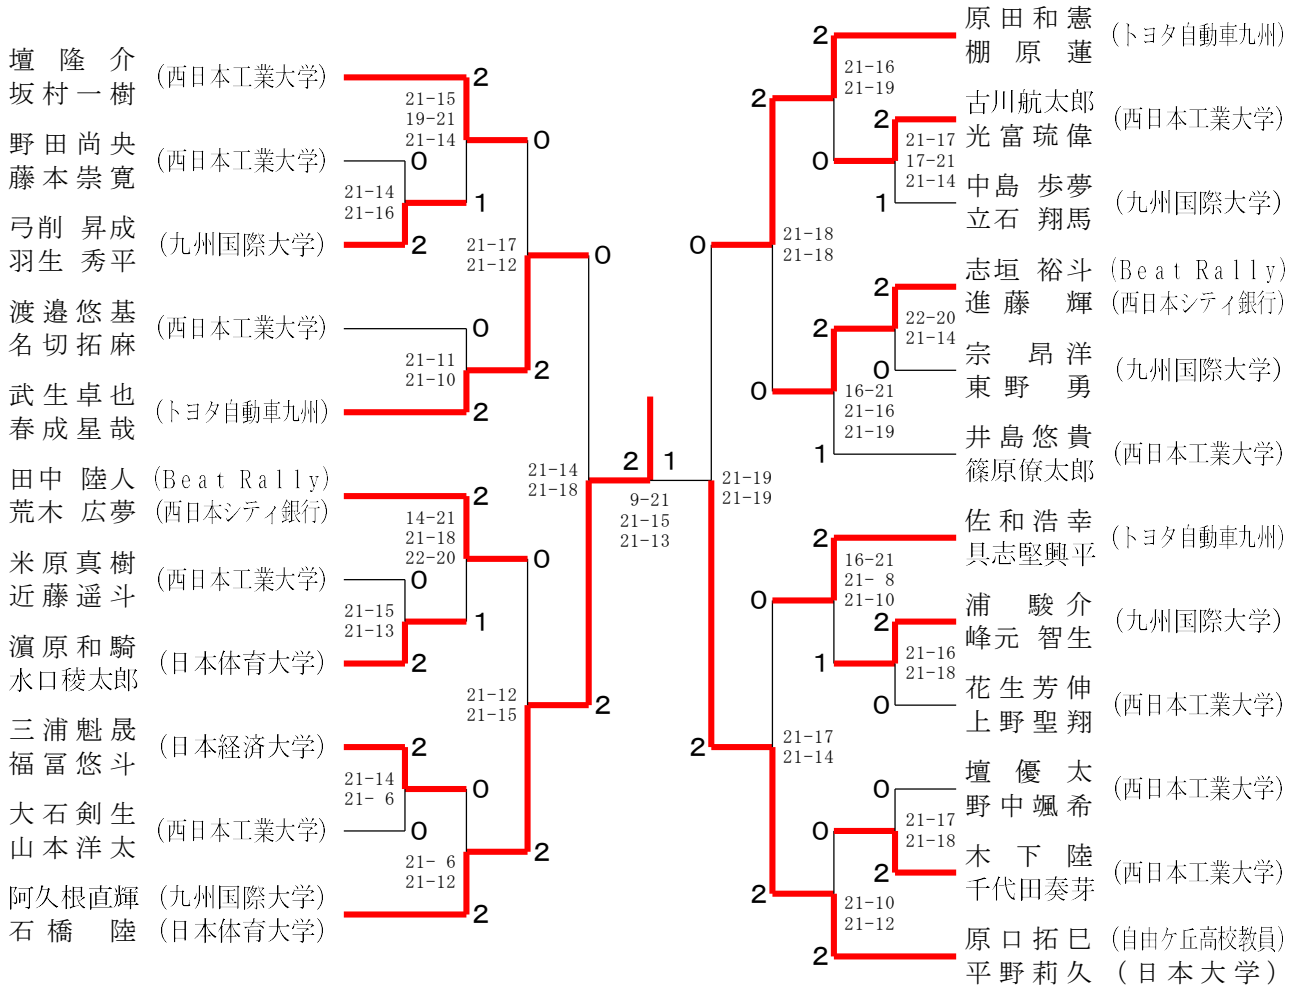 壇 隆 介 (西日本工業大学)
坂 村 一 樹
2
21-15
19-21
21-14
野 田 尚 央 (西日本工業大学)
藤 本 崇 寛
0
21-14
21-16
1
弓削 昇成 (九州国際大学)
羽生 秀平
2
0
21-17
21-12
渡 邉 悠 基 (西日本工業大学)
名 切 拓 麻
0
21-11
21-10
2
武 生 卓 也 (トヨタ自動車九州)
春 成 星 哉
2
0
田中 陸人 (Beat Rally)
荒木 広夢 (西日本シティ銀行)
2
14-21
21-18
22-20
0
米 原 真 樹 (西日本工業大学)
近 藤 遥 斗
0
21-15
21-13
1
濵 原 和 騎 (日本体育大学)
水口稜太郎
2
21-12
21-15
三 浦 魁 晟 (日本経済大学)
福 冨 悠 斗
2
21-14
21- 6
0
大 石 剣 生 (西日本工業大学)
山 本 洋 太
0
21- 6
21-12
2
阿久根直輝 (九州国際大学)
石 橋 陸 (日本体育大学)
2
2
21-14
21-18
2 1
9-21
21-15
21-13
原 田 和 憲 (トヨタ自動車九州)
棚 原 蓮
2
21-16
21-19
2
古川航太郎 (西日本工業大学)
光 富 琉 偉
2
21-17
17-21
21-14
0
中島 歩夢 (九州国際大学)
立石 翔馬
1
0
21-18
21-18
志垣 裕斗 (Beat Rally)
進 藤 輝 (西日本シティ銀行)
2
22-20
21-14
2
宗 昂 洋 (九州国際大学)
東 野 勇
0
0
16-21
21-16
21-19
井 島 悠 貴 (西日本工業大学)
篠原僚太郎
1
21-19
21-19
佐 和 浩 幸 (トヨタ自動車九州)
具志堅興平
2
16-21
21- 8
21-10
0
浦 駿 介 (九州国際大学)
峰元 智生
2
21-16
21-18
1
花 生 芳 伸 (西日本工業大学)
上 野 聖 翔
0
2
21-17
21-14
壇 優 太 (西日本工業大学)
野 中 颯 希
0
21-17
21-18
0
木 下 陸 (西日本工業大学)
千代田奏芽
2
2
21-10
21-12
原 口 拓 巳 (自由ケ丘高校教員)
平 野 莉 久 (日本大学)
2